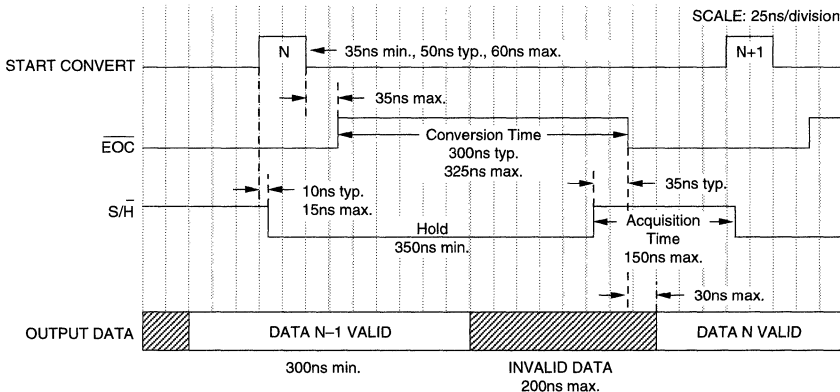 SCALE: 25ns/division
START CONVERT
N
35ns min., 50ns typ., 60ns max.
N+1
35ns max.
EOC
Conversion Time
300ns typ.
325ns max.
10ns typ.
15ns max.
35ns typ.
S/H
Hold
350ns min.
Acquisition
Time
150ns max.
30ns max.
OUTPUT DATA
DATA N–1 VALID
DATA N VALID
300ns min.
INVALID DATA
200ns max.